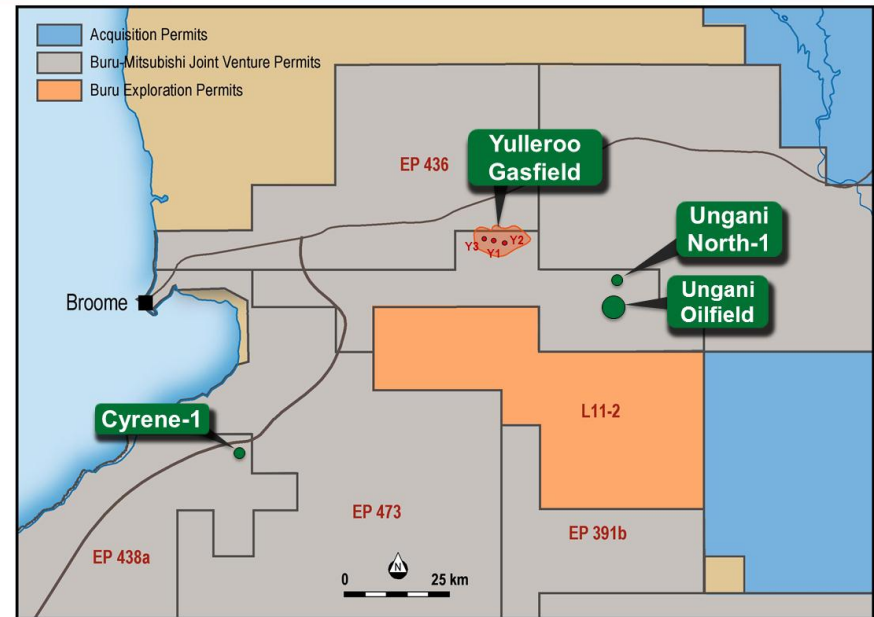 Acquisition Permits
Buru-Mitsubishi Joint Venture Permits
Buru Exploration Permits
EP 436
Yulleroo
Gasfield
Y3
Y1
Y2
Ungani
North-1
Ungani
Oilfield
Broome
Cyrene-1
L11-2
EP 473
EP 391b
EP 438a
N
0
25 km